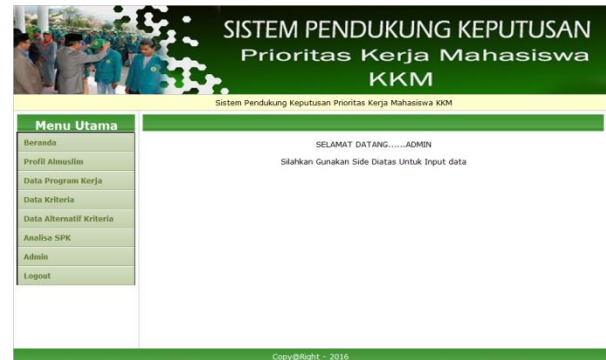 SISTEM PENDUKUNG KEPUTUSAN
Prioritas Kerja Mahasiswa
KKM
Sistem Pendukung Keputusan Prioritas Kerja Mahasiswa KKM
Menu Utama
Beranda
Profil Almuslim
Data Program Kerja
Data Kriteria
Data Alternatif Kriteria
Analisa SPK
Admin
Logout
SELAMAT DATANG......ADMIN
Silahkan Gunakan Side Diatas Untuk Input data
Copy@Right - 2016